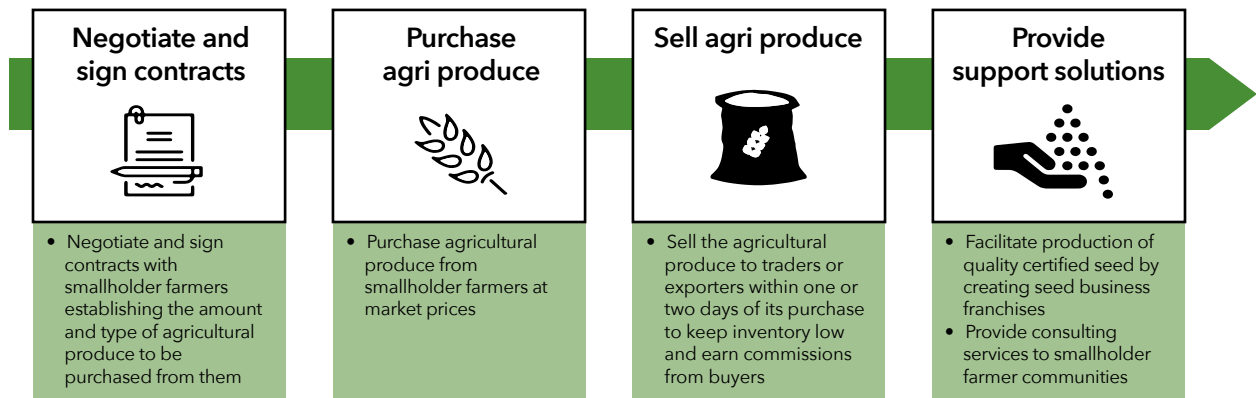 Negotiate and
sign contracts
• Negotiate and sign
contracts with
smallholder farmers
establishing the amount
and type of agricultural
produce to be
purchased from them
Purchase
agri produce
• Purchase agricultural
produce from
smallholder farmers at
market prices
Sell agri produce
• Sell the agricultural
produce to traders or
exporters within one or
two days of its purchase
to keep inventory low
and earn commissions
from buyers
Provide
support solutions
• Facilitate production of
quality certified seed by
creating seed business
franchises
• Provide consulting
services to smallholder
farmer communities